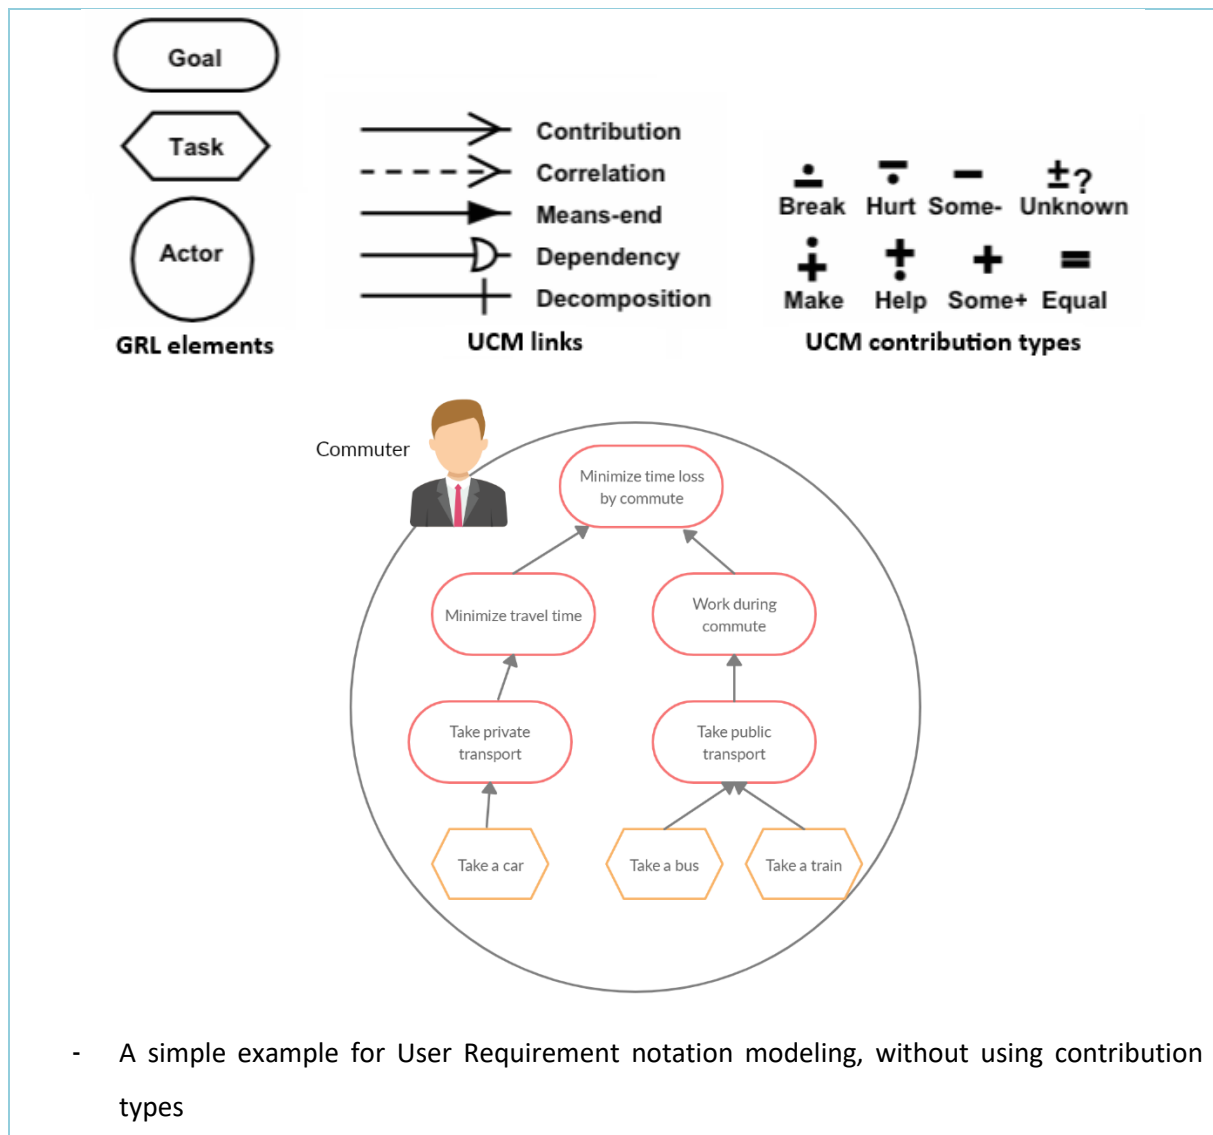 Goal
Task
Actor
GRL elements
Contribution
Correlation
Means-end
Dependency
Decomposition
UCM links
Break Hurt Some- Unknown
Make Help Some+ Equal
UCM contribution types
Commuter
Minimize time loss
by commute
Minimize travel time
Work during
commute
Take private
transport
Take public
transport
Take a car
Take a bus
Take a train
- A simple example for User Requirement notation modeling, without using contribution
types